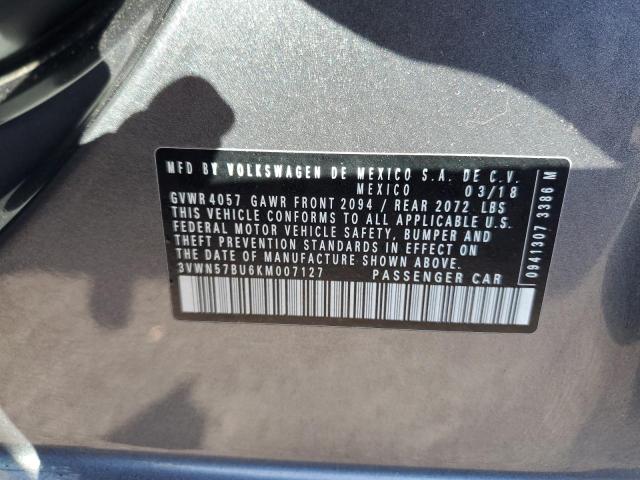 MFD BY VOLKSWAGEN DE MEXICO S.A. DE C.V.
MEXICO 03/18
GVWR 4057 GAWR FRONT 2094 / REAR 2072 LBS
THIS VEHICLE CONFORMS TO ALL APPLICABLE U.S.
FEDERAL MOTOR VEHICLE SAFETY, BUMPER AND
THEFT PREVENTION STANDARDS IN EFFECT ON
THE DATE OF MANUFACTURE SHOWN ABOVE.
3VWN57BU6KM007127 PASSENGER CAR
0941307 3386 M